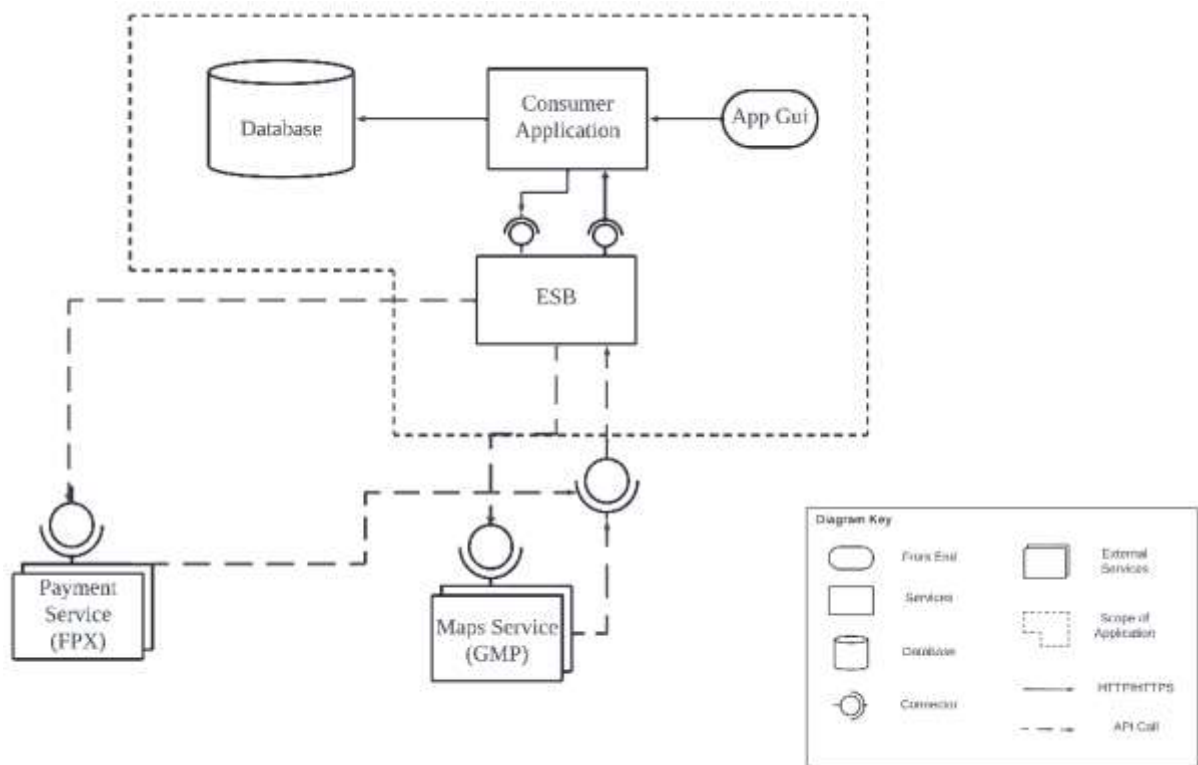 Database
Consumer
Application
App Gui
ESB
Payment
Service
(FPX)
Maps Service
(GMP)
Diagram Key
Front End
External
Services
Services
Scope of
Application
Database
HTTP/HTTPS
Connector
API Call